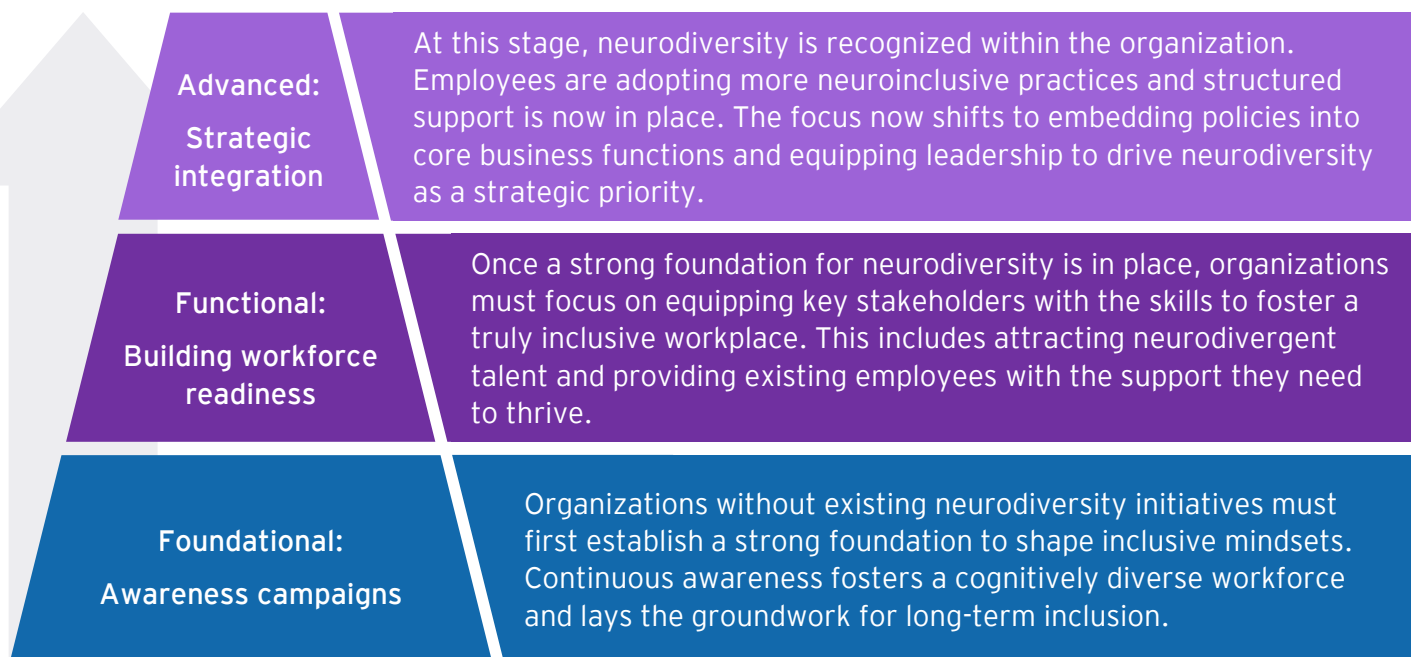 Advanced:
Strategic
integration
At this stage, neurodiversity is recognized within the organization.
Employees are adopting more neuroinclusive practices and structured
support is now in place. The focus now shifts to embedding policies into
core business functions and equipping leadership to drive neurodiversity
as a strategic priority.
Functional:
Building workforce
readiness
Once a strong foundation for neurodiversity is in place, organizations
must focus on equipping key stakeholders with the skills to foster a
truly inclusive workplace. This includes attracting neurodivergent
talent and providing existing employees with the support they need
to thrive.
Foundational:
Awareness campaigns
Organizations without existing neurodiversity initiatives must
first establish a strong foundation to shape inclusive mindsets.
Continuous awareness fosters a cognitively diverse workforce
and lays the groundwork for long-term inclusion.